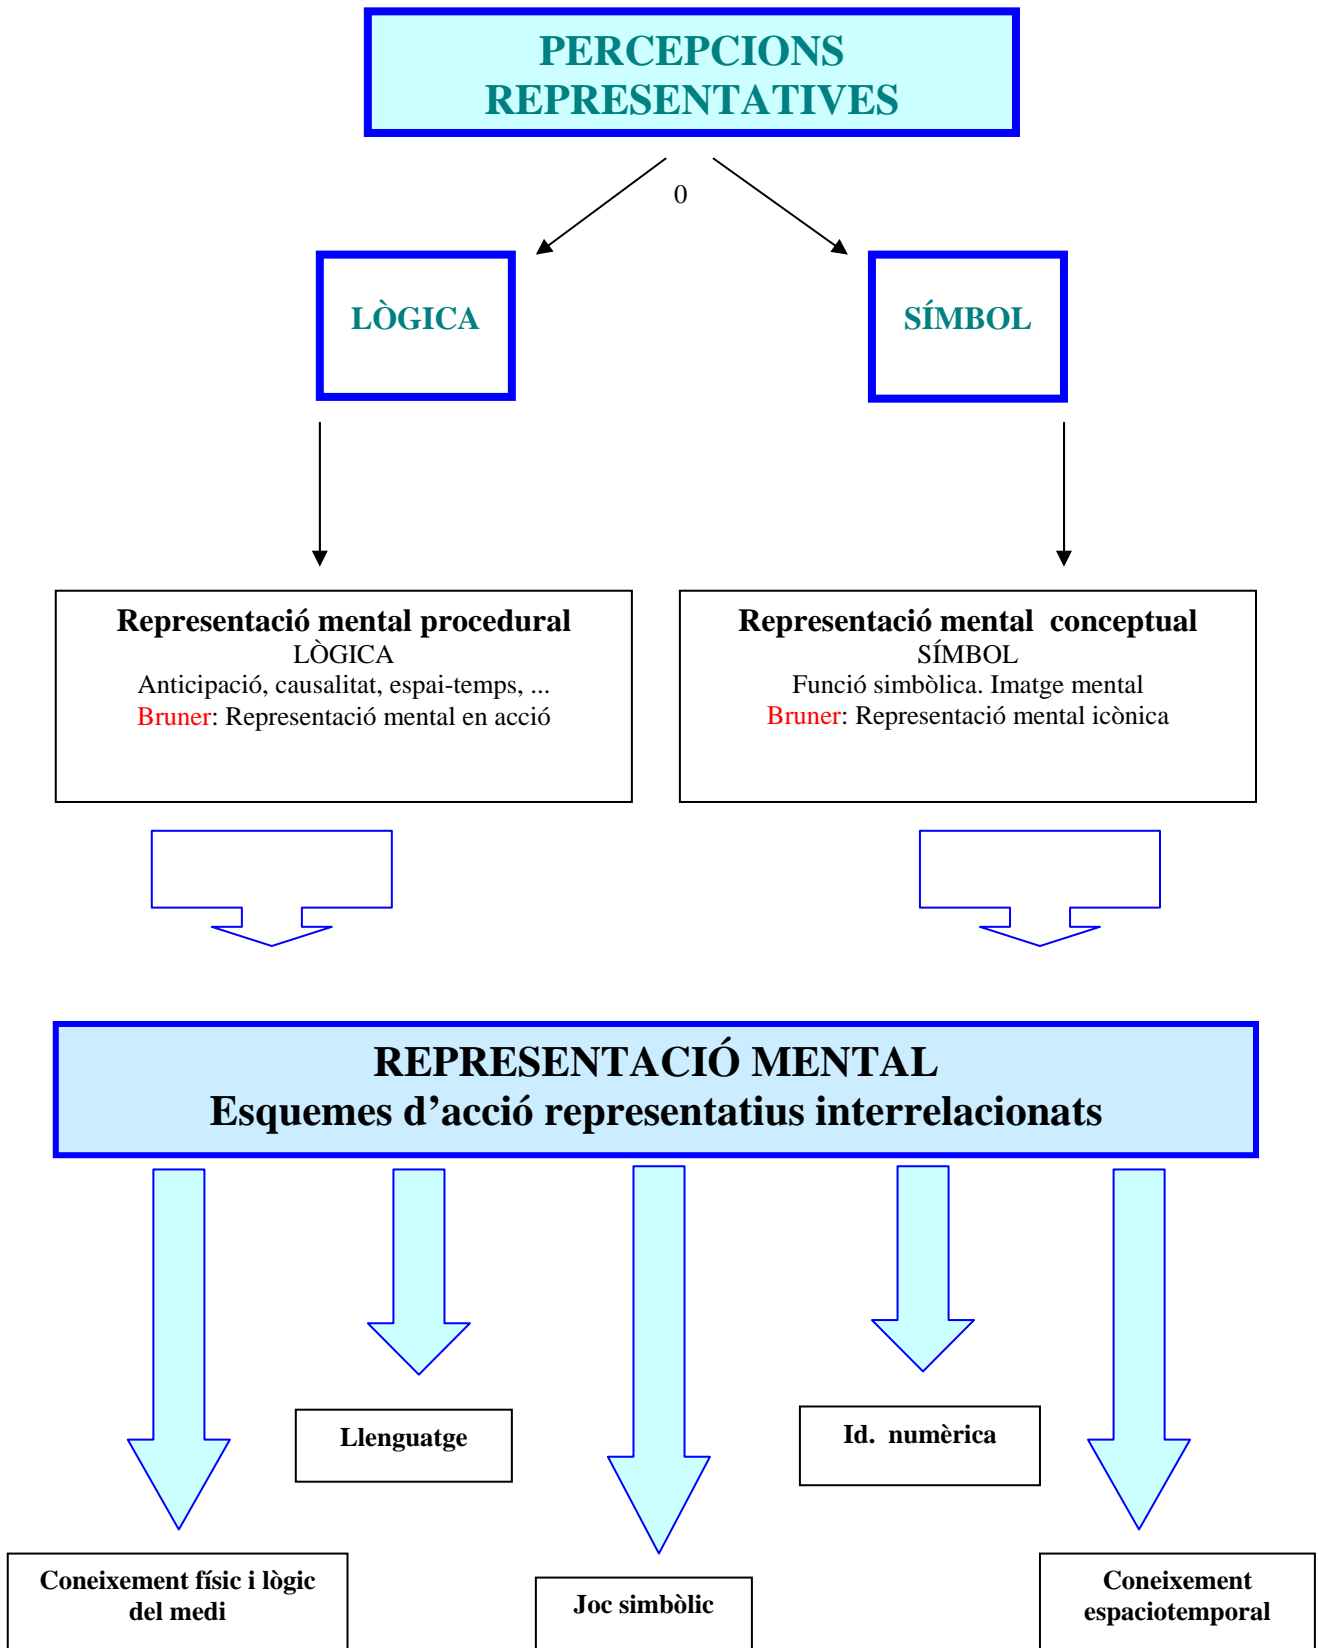 PERCEPCIONS
REPRESENTATIVES
0
LÒGICA
SÍMBOL
Representació mental procedural
LÒGICA
Anticipació, causalitat, espai-temps, ...
Bruner: Representació mental en acció
Representació mental conceptual
SÍMBOL
Funció simbòlica. Imatge mental
Bruner: Representació mental icònica
REPRESENTACIÓ MENTAL
Esquemes d’acció representatius interrelacionats
Llenguatge
Id. numèrica
Coneixement físic i lògic
del medi
Joc simbòlic
Coneixement
espaciotemporal